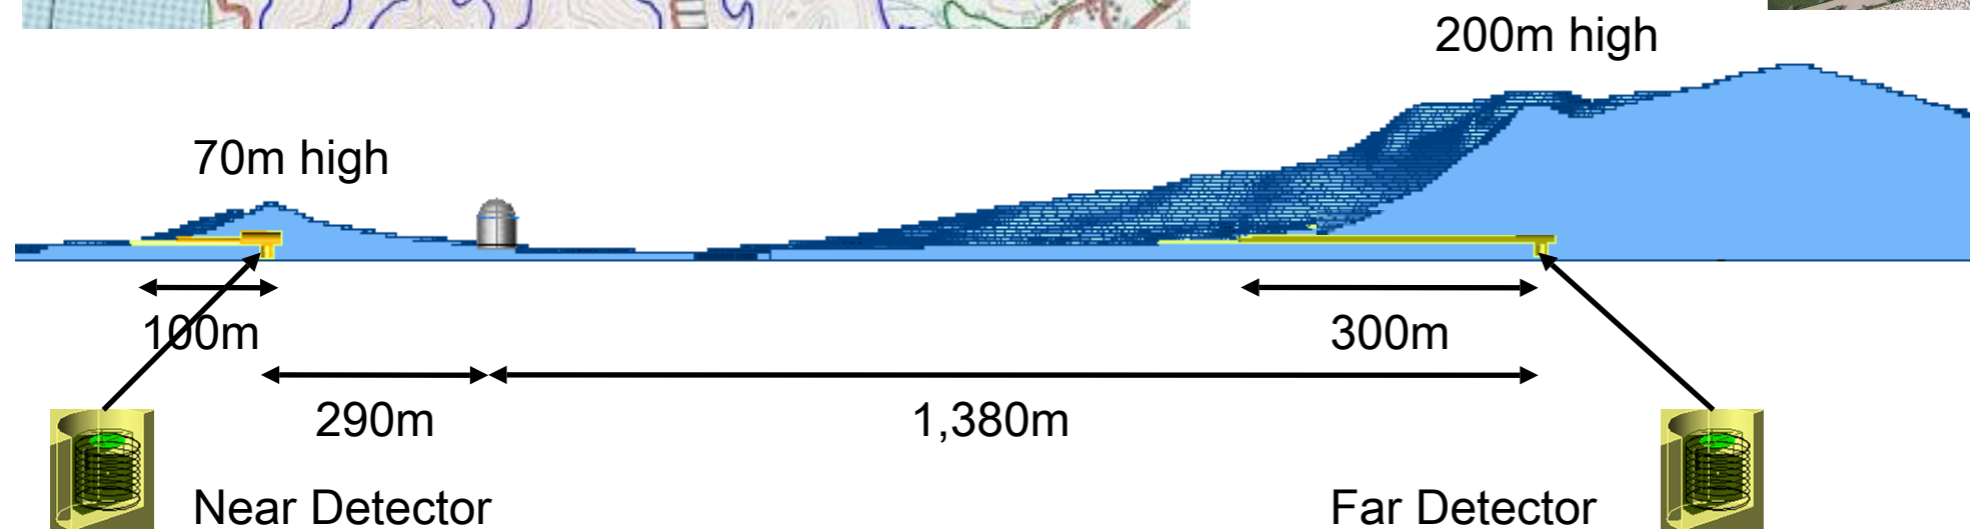 200m high
70m high
100m
300m
290m
1,380m
Near Detector
Far Detector